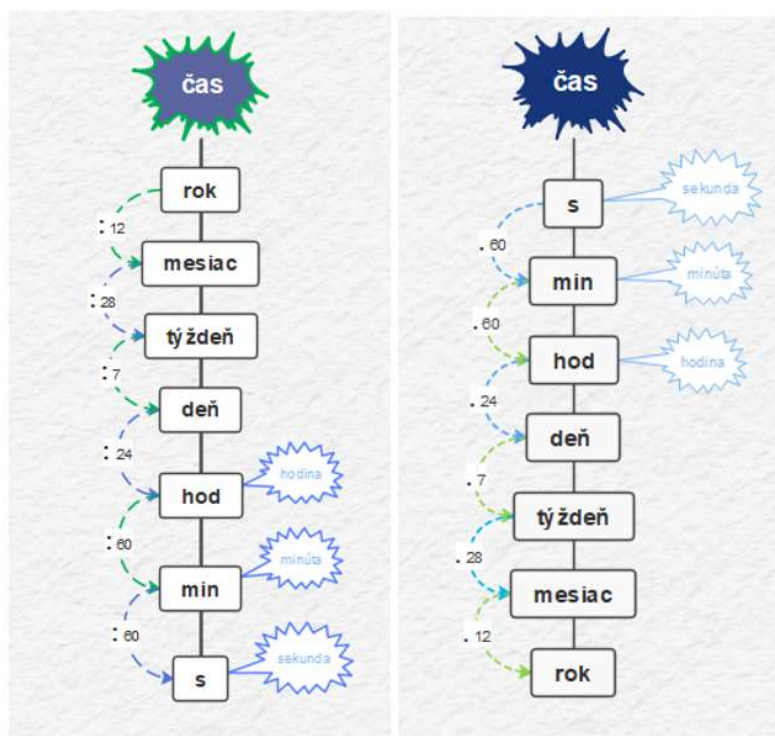 čas
rok
:12
mesiac
:28
týždeň
:7
deň
:24
hod
hodina
:60
min
minúta
:60
s
sekunda
čas
s
sekunda
.60
min
minúta
.60
hod
hodina
.24
deň
.7
týždeň
.28
mesiac
.12
rok